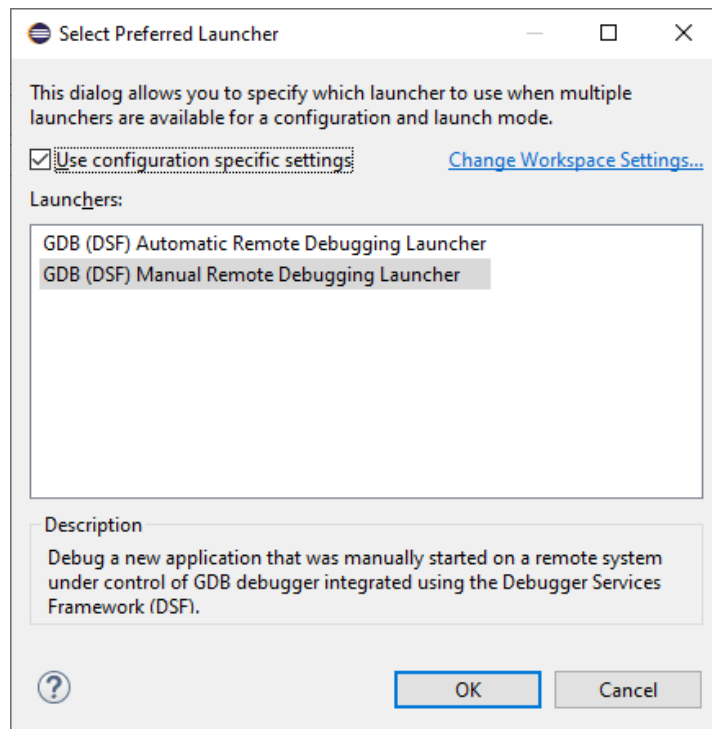 Select Preferred Launcher
This dialog allows you to specify which launcher to use when multiple
launchers are available for a configuration and launch mode.
Use configuration specific settings
Change Workspace Settings...
Launchers:
GDB (DSF) Automatic Remote Debugging Launcher
GDB (DSF) Manual Remote Debugging Launcher
Description
Debug a new application that was manually started on a remote system
under control of GDB debugger integrated using the Debugger Services
Framework (DSF).
?
OK
Cancel